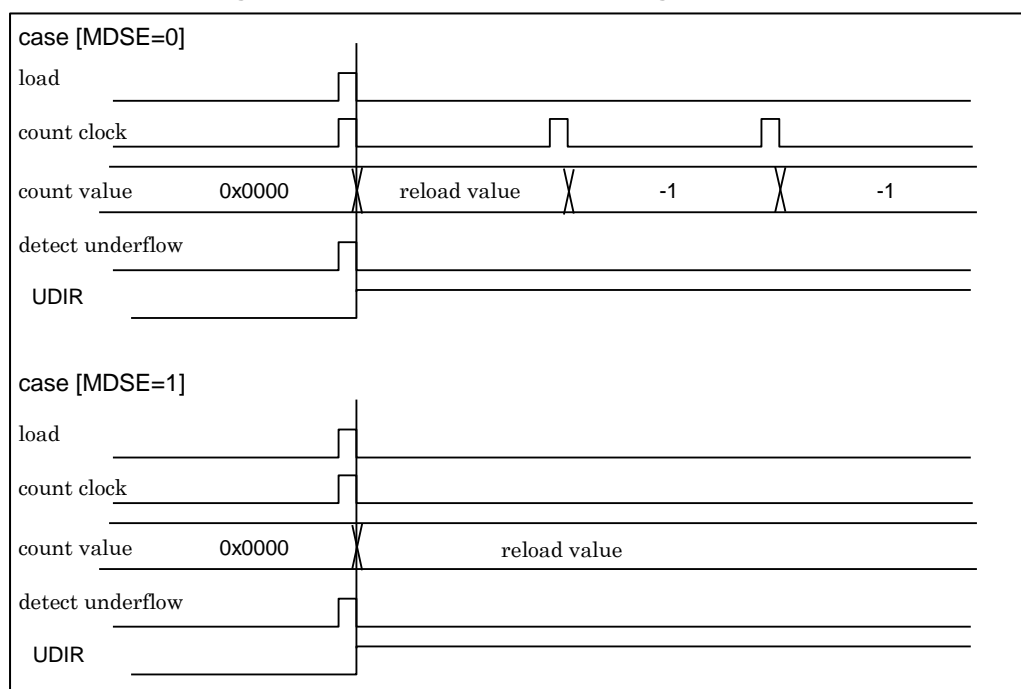 case [MDSE=0]
load
count clock
count value 0x0000 reload value -1 -1
detect underflow
UDIR
case [MDSE=1]
load
count clock
count value 0x0000 reload value
detect underflow
UDIR